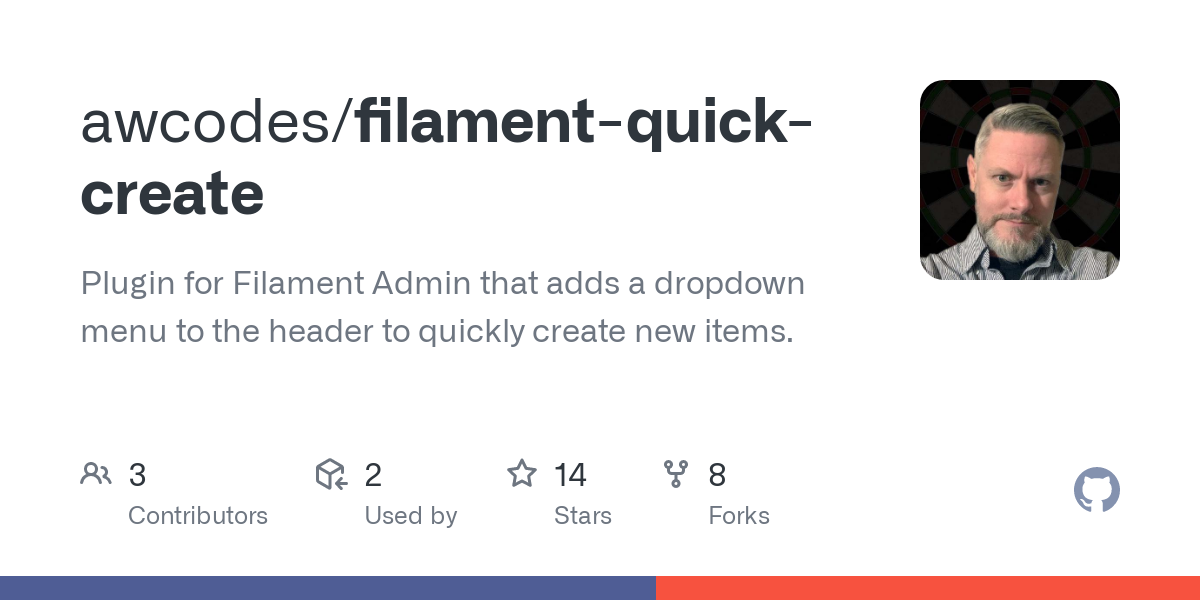 awcodes/filament-quick-
create
Plugin for Filament Admin that adds a dropdown
menu to the header to quickly create new items.
3 2 14 8
Contributors Used by Stars Forks